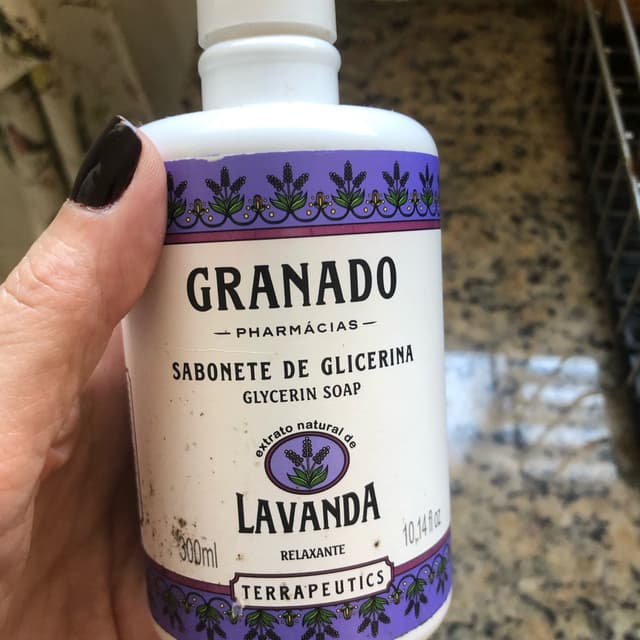 GRANADO
PHARMÁCIAS
SABONETE DE GLICERINA
GLYCERIN SOAP
extrato natural de
LAVANDA
RELAXANTE
300ml
10,14 fl oz
TERRAPEUTICS